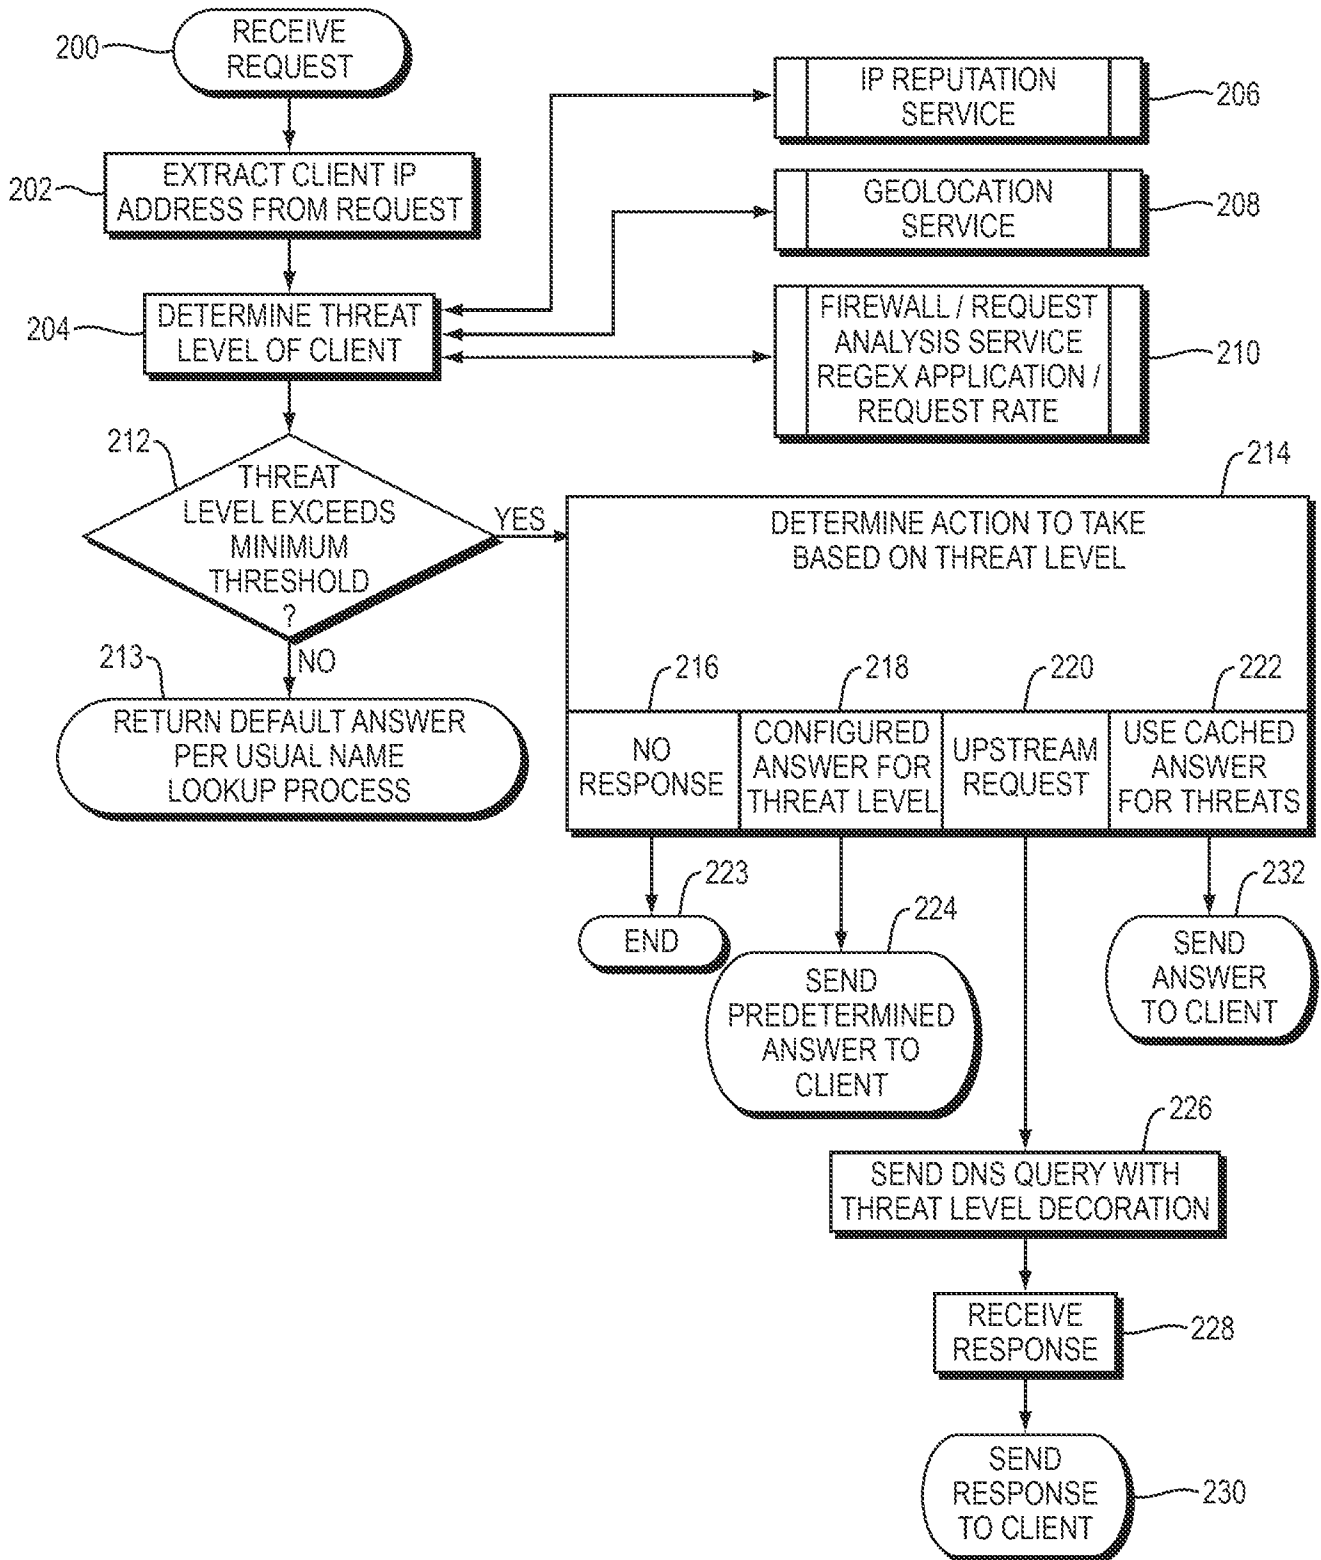 200
RECEIVE
REQUEST
IP REPUTATION
SERVICE
206
202
EXTRACT CLIENT IP
ADDRESS FROM REQUEST
GEOLOCATION
SERVICE
208
204
DETERMINE THREAT
LEVEL OF CLIENT
FIREWALL / REQUEST
ANALYSIS SERVICE
REGEX APPLICATION /
REQUEST RATE
210
212
THREAT
LEVEL EXCEEDS
MINIMUM
THRESHOLD
?
YES
NO
214
DETERMINE ACTION TO TAKE
BASED ON THREAT LEVEL
213
RETURN DEFAULT ANSWER
PER USUAL NAME
LOOKUP PROCESS
216
218
220
222
NO
RESPONSE
CONFIGURED
ANSWER FOR
THREAT LEVEL
UPSTREAM
REQUEST
USE CACHED
ANSWER
FOR THREATS
223
END
224
SEND
PREDETERMINED
ANSWER TO
CLIENT
232
SEND
ANSWER
TO CLIENT
226
SEND DNS QUERY WITH
THREAT LEVEL DECORATION
RECEIVE
RESPONSE
228
SEND
RESPONSE
TO CLIENT
230